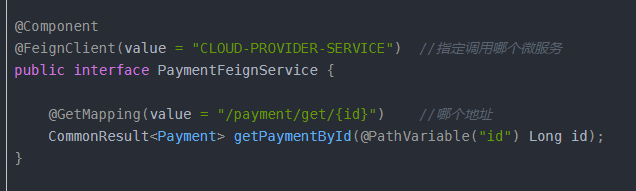 @Component
@FeignClient(value = "CLOUD-PROVIDER-SERVICE")  //指定调用哪个微服务
public interface PaymentFeignService {
@GetMapping(value = "/payment/get/{id}")    //哪个地址
CommonResult<Payment> getPaymentById(@PathVariable("id") Long id);
}